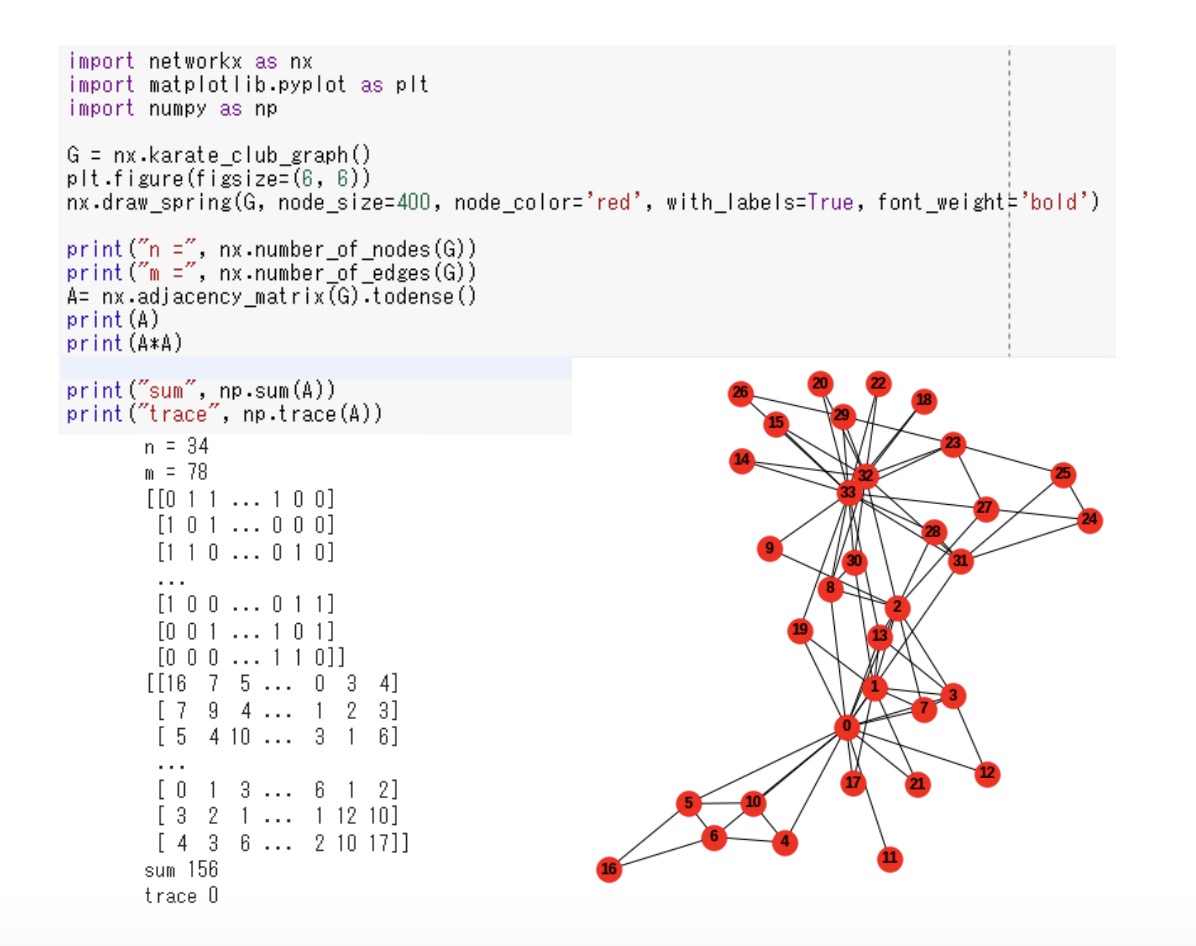 import networkx as nx
import matplotlib.pyplot as plt
import numpy as np
G = nx.karate_club_graph()
plt.figure(figsize=(6, 6))
nx.draw_spring(G, node_size=400, node_color='red', with_labels=True, font_weight='bold')
print("n =", nx.number_of_nodes(G))
print("m =", nx.number_of_edges(G))
A= nx.adjacency_matrix(G).todense()
print(A)
print(A*A)
print("sum", np.sum(A))
print("trace", np.trace(A))
n = 34
m = 78
[[0 1 1 ... 1 0 0]
[1 0 1 ... 0 0 0]
[1 1 0 ... 0 1 0]
...
[1 0 0 ... 0 1 1]
[0 0 1 ... 1 0 1]
[0 0 0 ... 1 1 0]]
[[16 7 5 ... 0 3 4]
[ 7 9 4 ... 1 2 3]
[ 5 4 10 ... 3 1 6]
...
[ 0 1 3 ... 6 1 2]
[ 3 2 1 ... 1 12 10]
[ 4 3 6 ... 2 10 17]]
sum 156
trace 0
26
20
22
18
15
29
23
14
32
25
33
27
24
28
9
30
31
8
2
19
13
1
3
7
0
17
21
12
5
10
6
4
11
16